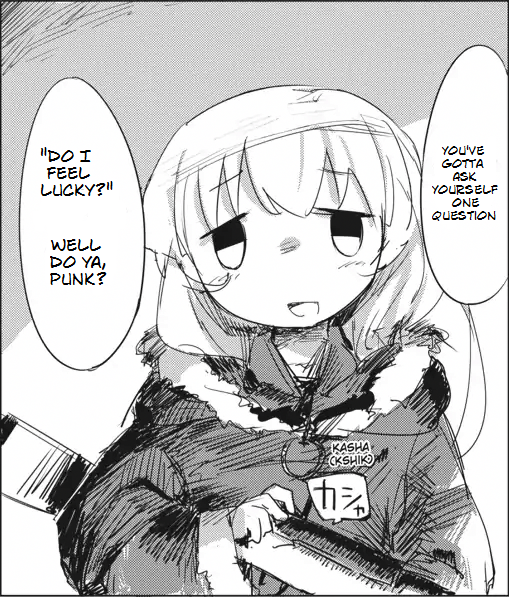 YOU'VE
GOTTA
ASK
YOURSELF
ONE
QUESTION
"DO I
FEEL
LUCKY?"
WELL
DO YA,
PUNK?
KASHA
(KSHIK)
カシャ